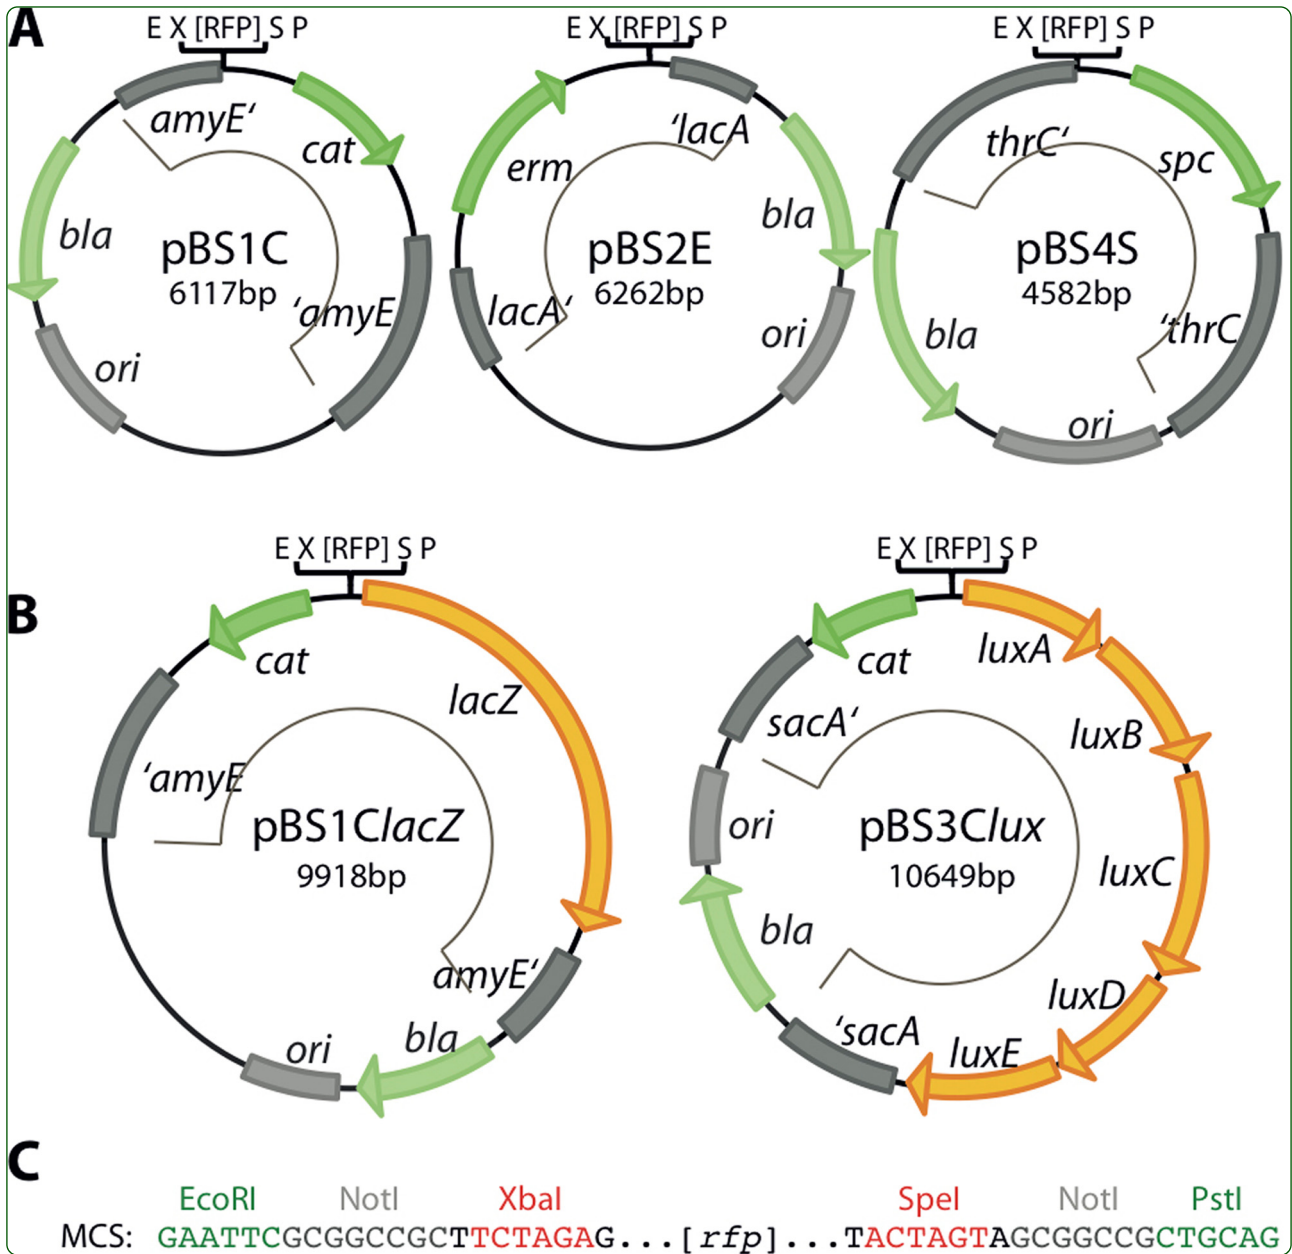 A
E X [RFP] S P
amyE‘
cat
bla
pBS1C
6117bp
‘amyE
ori
E X [RFP] S P
‘lacA
erm
bla
pBS2E
6262bp
lacA‘
ori
E X [RFP] S P
thrC‘
spc
pBS4S
4582bp
‘thrC
bla
ori
B
E X [RFP] S P
cat
lacZ
‘amyE
pBS1ClacZ
9918bp
amyE‘
bla
ori
E X [RFP] S P
cat
luxA
sacA‘
luxB
ori
pBS3Clux
10649bp
luxC
bla
luxD
‘sacA
luxE
C
EcoRI NotI XbaI SpeI NotI PstI
MCS: GAATTCGCGGCCGCTTCTAGAG...[rfp]...TACTAGTAGCGGCCGCTGCAG